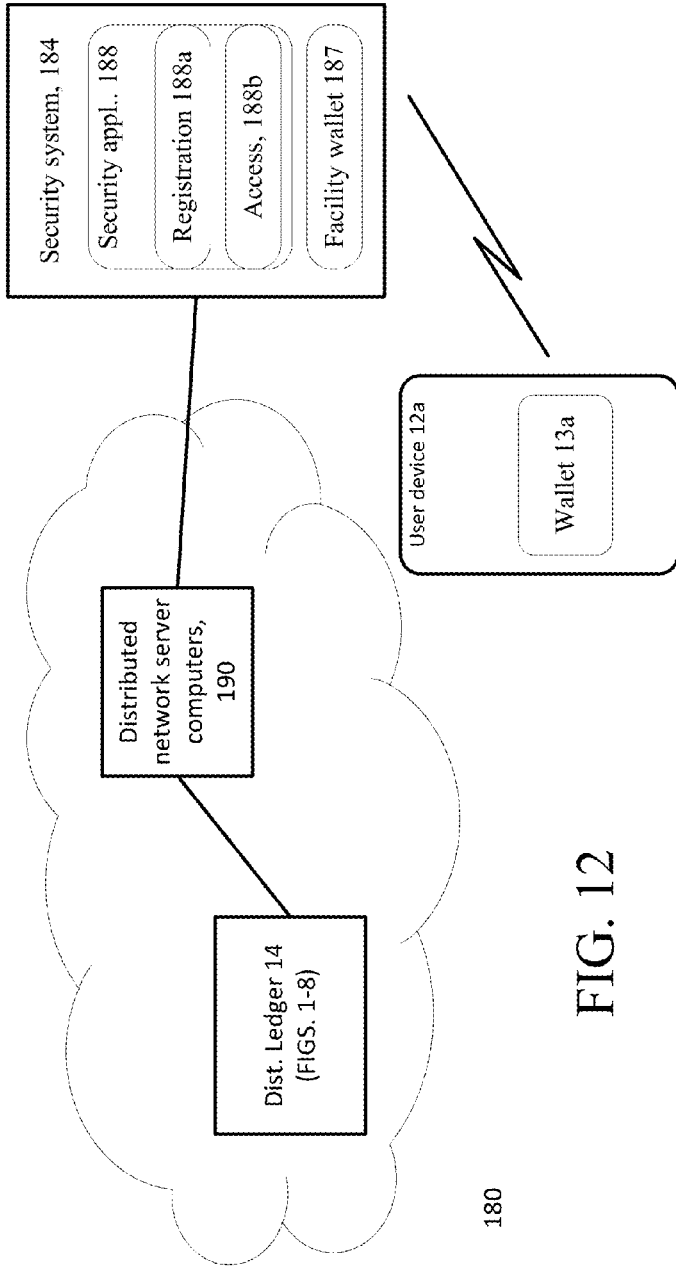 Security system, 184
Security appl.. 188
Registration 188a
Access, 188b
Facility wallet 187
Distributed
network server
computers,
190
User device 12a
Wallet 13a
Dist. Ledger 14
(FIGS. 1-8)
180
FIG. 12